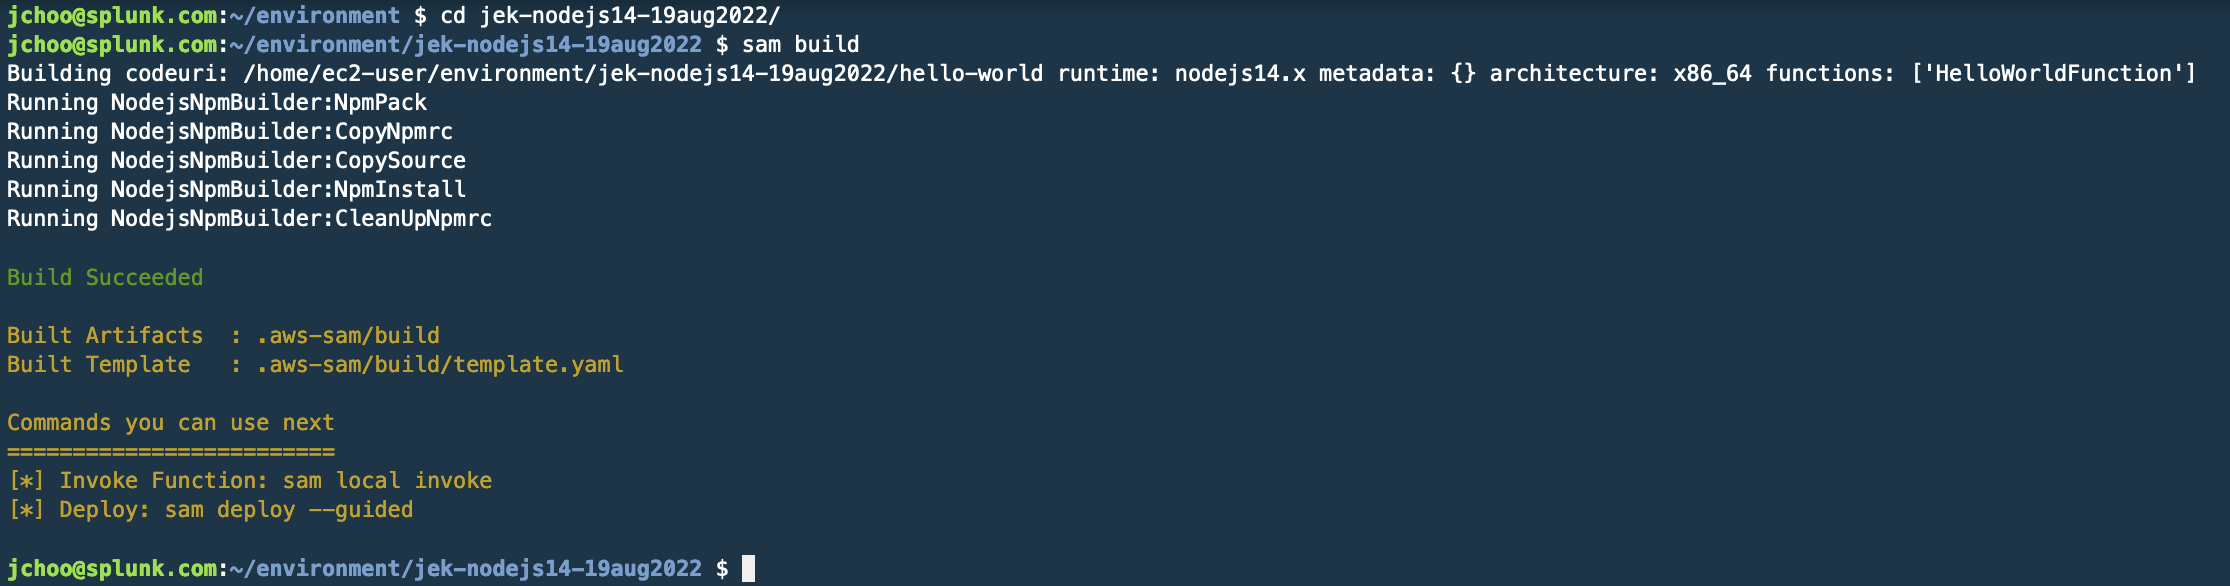 jchoo@splunk.com:~/environment $ cd jek-nodejs14-19aug2022/
jchoo@splunk.com:~/environment/jek-nodejs14-19aug2022 $ sam build
Building codeuri: /home/ec2-user/environment/jek-nodejs14-19aug2022/hello-world runtime: nodejs14.x metadata: {} architecture: x86_64 functions: ['HelloWorldFunction']
Running NodejsNpmBuilder:NpmPack
Running NodejsNpmBuilder:CopyNpmrc
Running NodejsNpmBuilder:CopySource
Running NodejsNpmBuilder:NpmInstall
Running NodejsNpmBuilder:CleanUpNpmrc
Build Succeeded
Built Artifacts  : .aws-sam/build
Built Template   : .aws-sam/build/template.yaml
Commands you can use next
=========================
[*] Invoke Function: sam local invoke
[*] Deploy: sam deploy --guided
jchoo@splunk.com:~/environment/jek-nodejs14-19aug2022 $